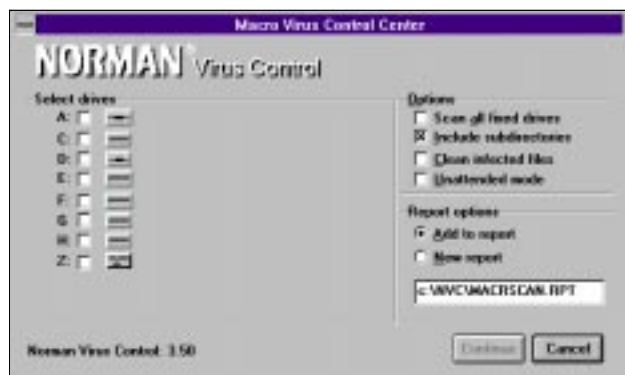 Macro Virus Control Center
NORMAN Virus Control
Select drives
A:
C:
D:
E:
F:
G
H:
Z:
Options
Scan all fixed drives
Include subdirectories
Clean infected files
Unattended mode
Report options
Add to report
New report
c:\NVC\MACRSCAN.RPT
Norman Virus Control: 3.50
Continue
Cancel